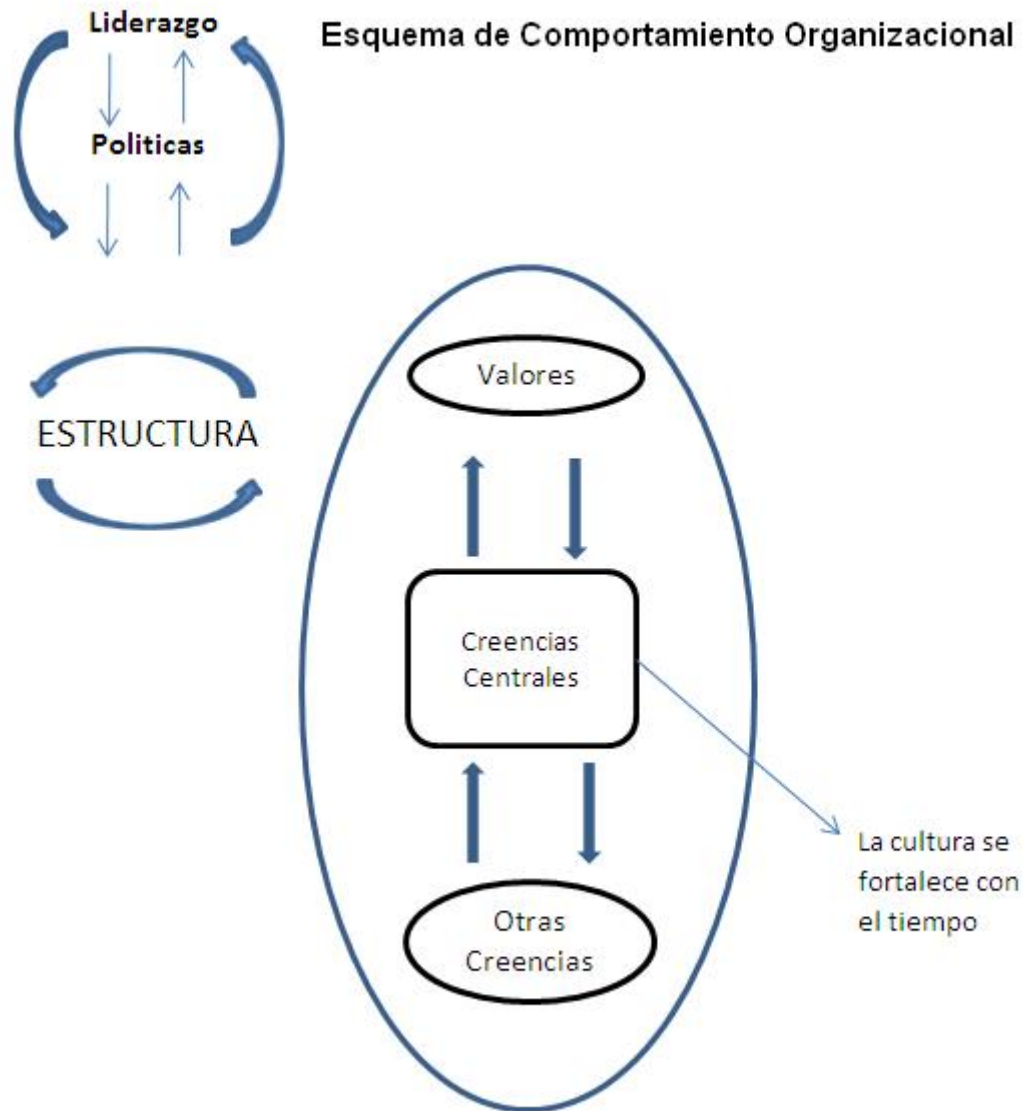 Liderazgo
Esquema de Comportamiento Organizacional
Politicas
ESTRUCTURA
Valores
Creencias
Centrales
Otras
Creencias
La cultura se
fortalece con
el tiempo